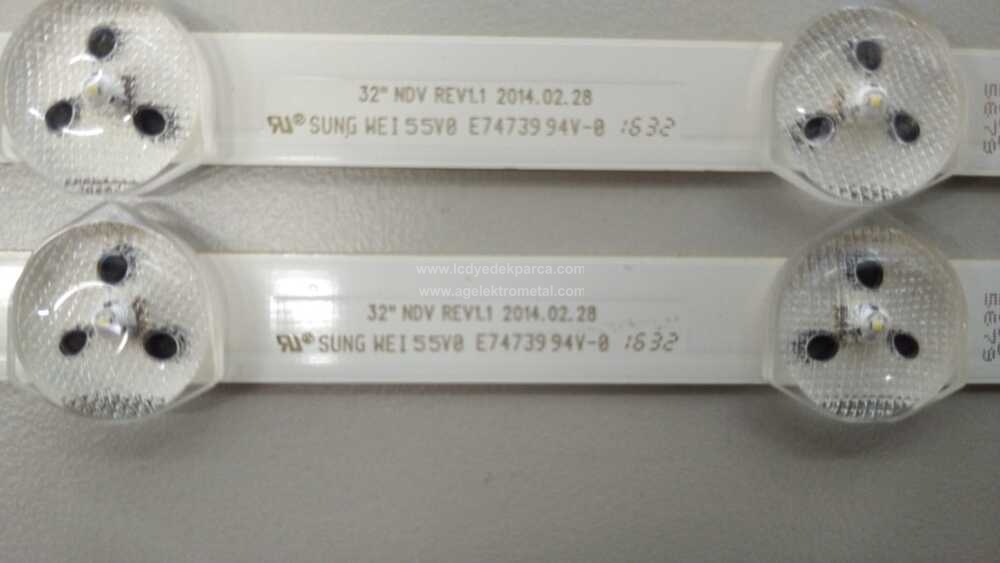 32" NDV REV1.1 2014.02.28
SUNG WEI 55V0 E74739 94V-0 1632
www.lcdyedekparca.com
www.agelektrometal.com
32" NDV REV1.1 2014.02.28
SUNG WEI 55V0 E74739 94V-0 1632